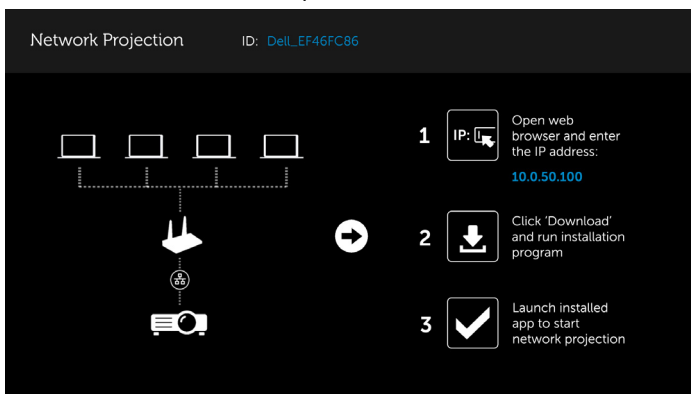 Network Projection ID: Dell_EF46FC86
1 IP: Open web
browser and enter
the IP address:
10.0.50.100
2 Click 'Download'
and run installation
program
3 Launch installed
app to start
network projection